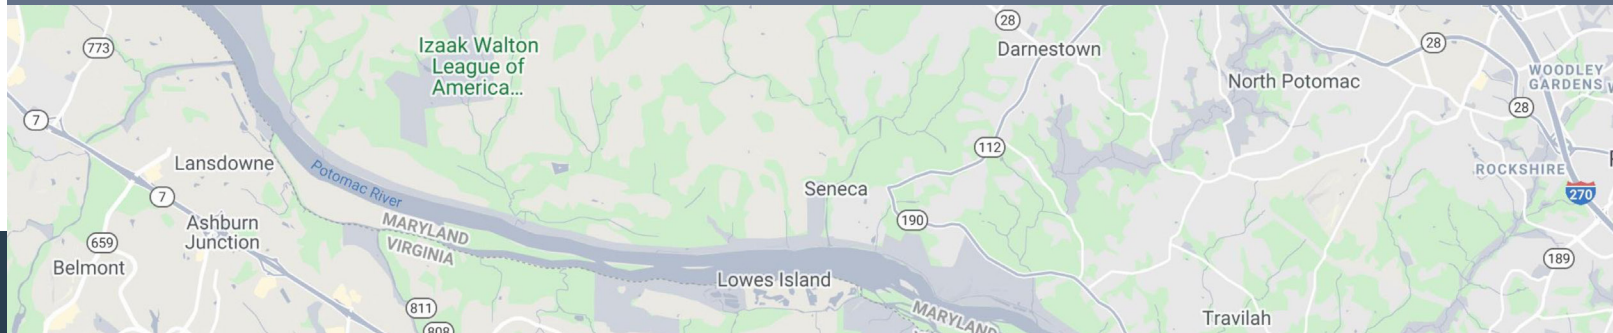 28
Darnestown
28
773
Izaak Walton
League of
America...
North Potomac
WOODLEY
GARDENS
28
7
112
Lansdowne
Potomac River
Seneca
ROCKSHIRE
270
7
190
Ashburn
Junction
MARYLAND
VIRGINIA
659
Belmont
189
Lowes Island
811
808
MARYLAND
Travilah